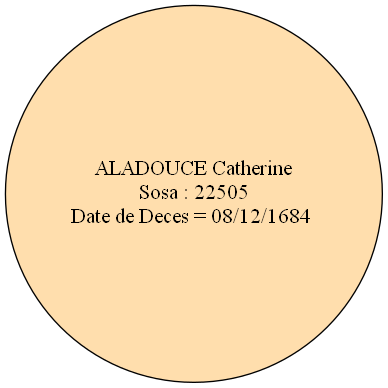 ALADOUCE Catherine
Sosa : 22505
Date de Deces = 08/12/1684